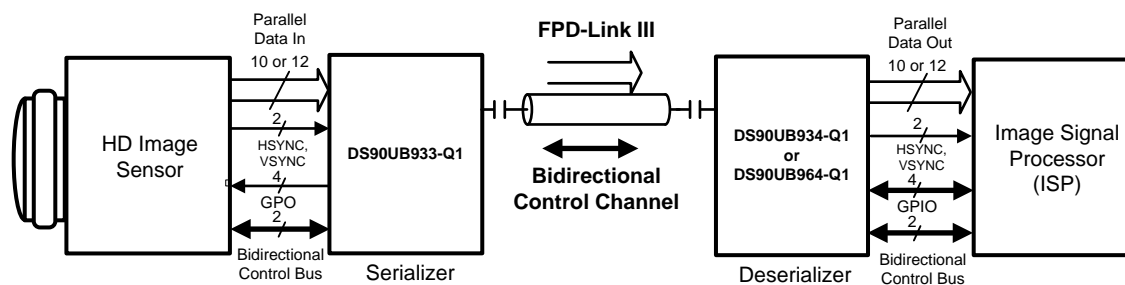 Parallel
Data In
10 or 12
HD Image
Sensor
2
HSYNC,
VSYNC
4
GPO
2
Bidirectional
Control Bus
DS90UB933-Q1
Serializer
FPD-Link III
Bidirectional
Control Channel
DS90UB934-Q1
or
DS90UB964-Q1
Deserializer
Parallel
Data Out
10 or 12
2
HSYNC,
VSYNC
4
GPIO
2
Bidirectional
Control Bus
Image Signal
Processor
(ISP)